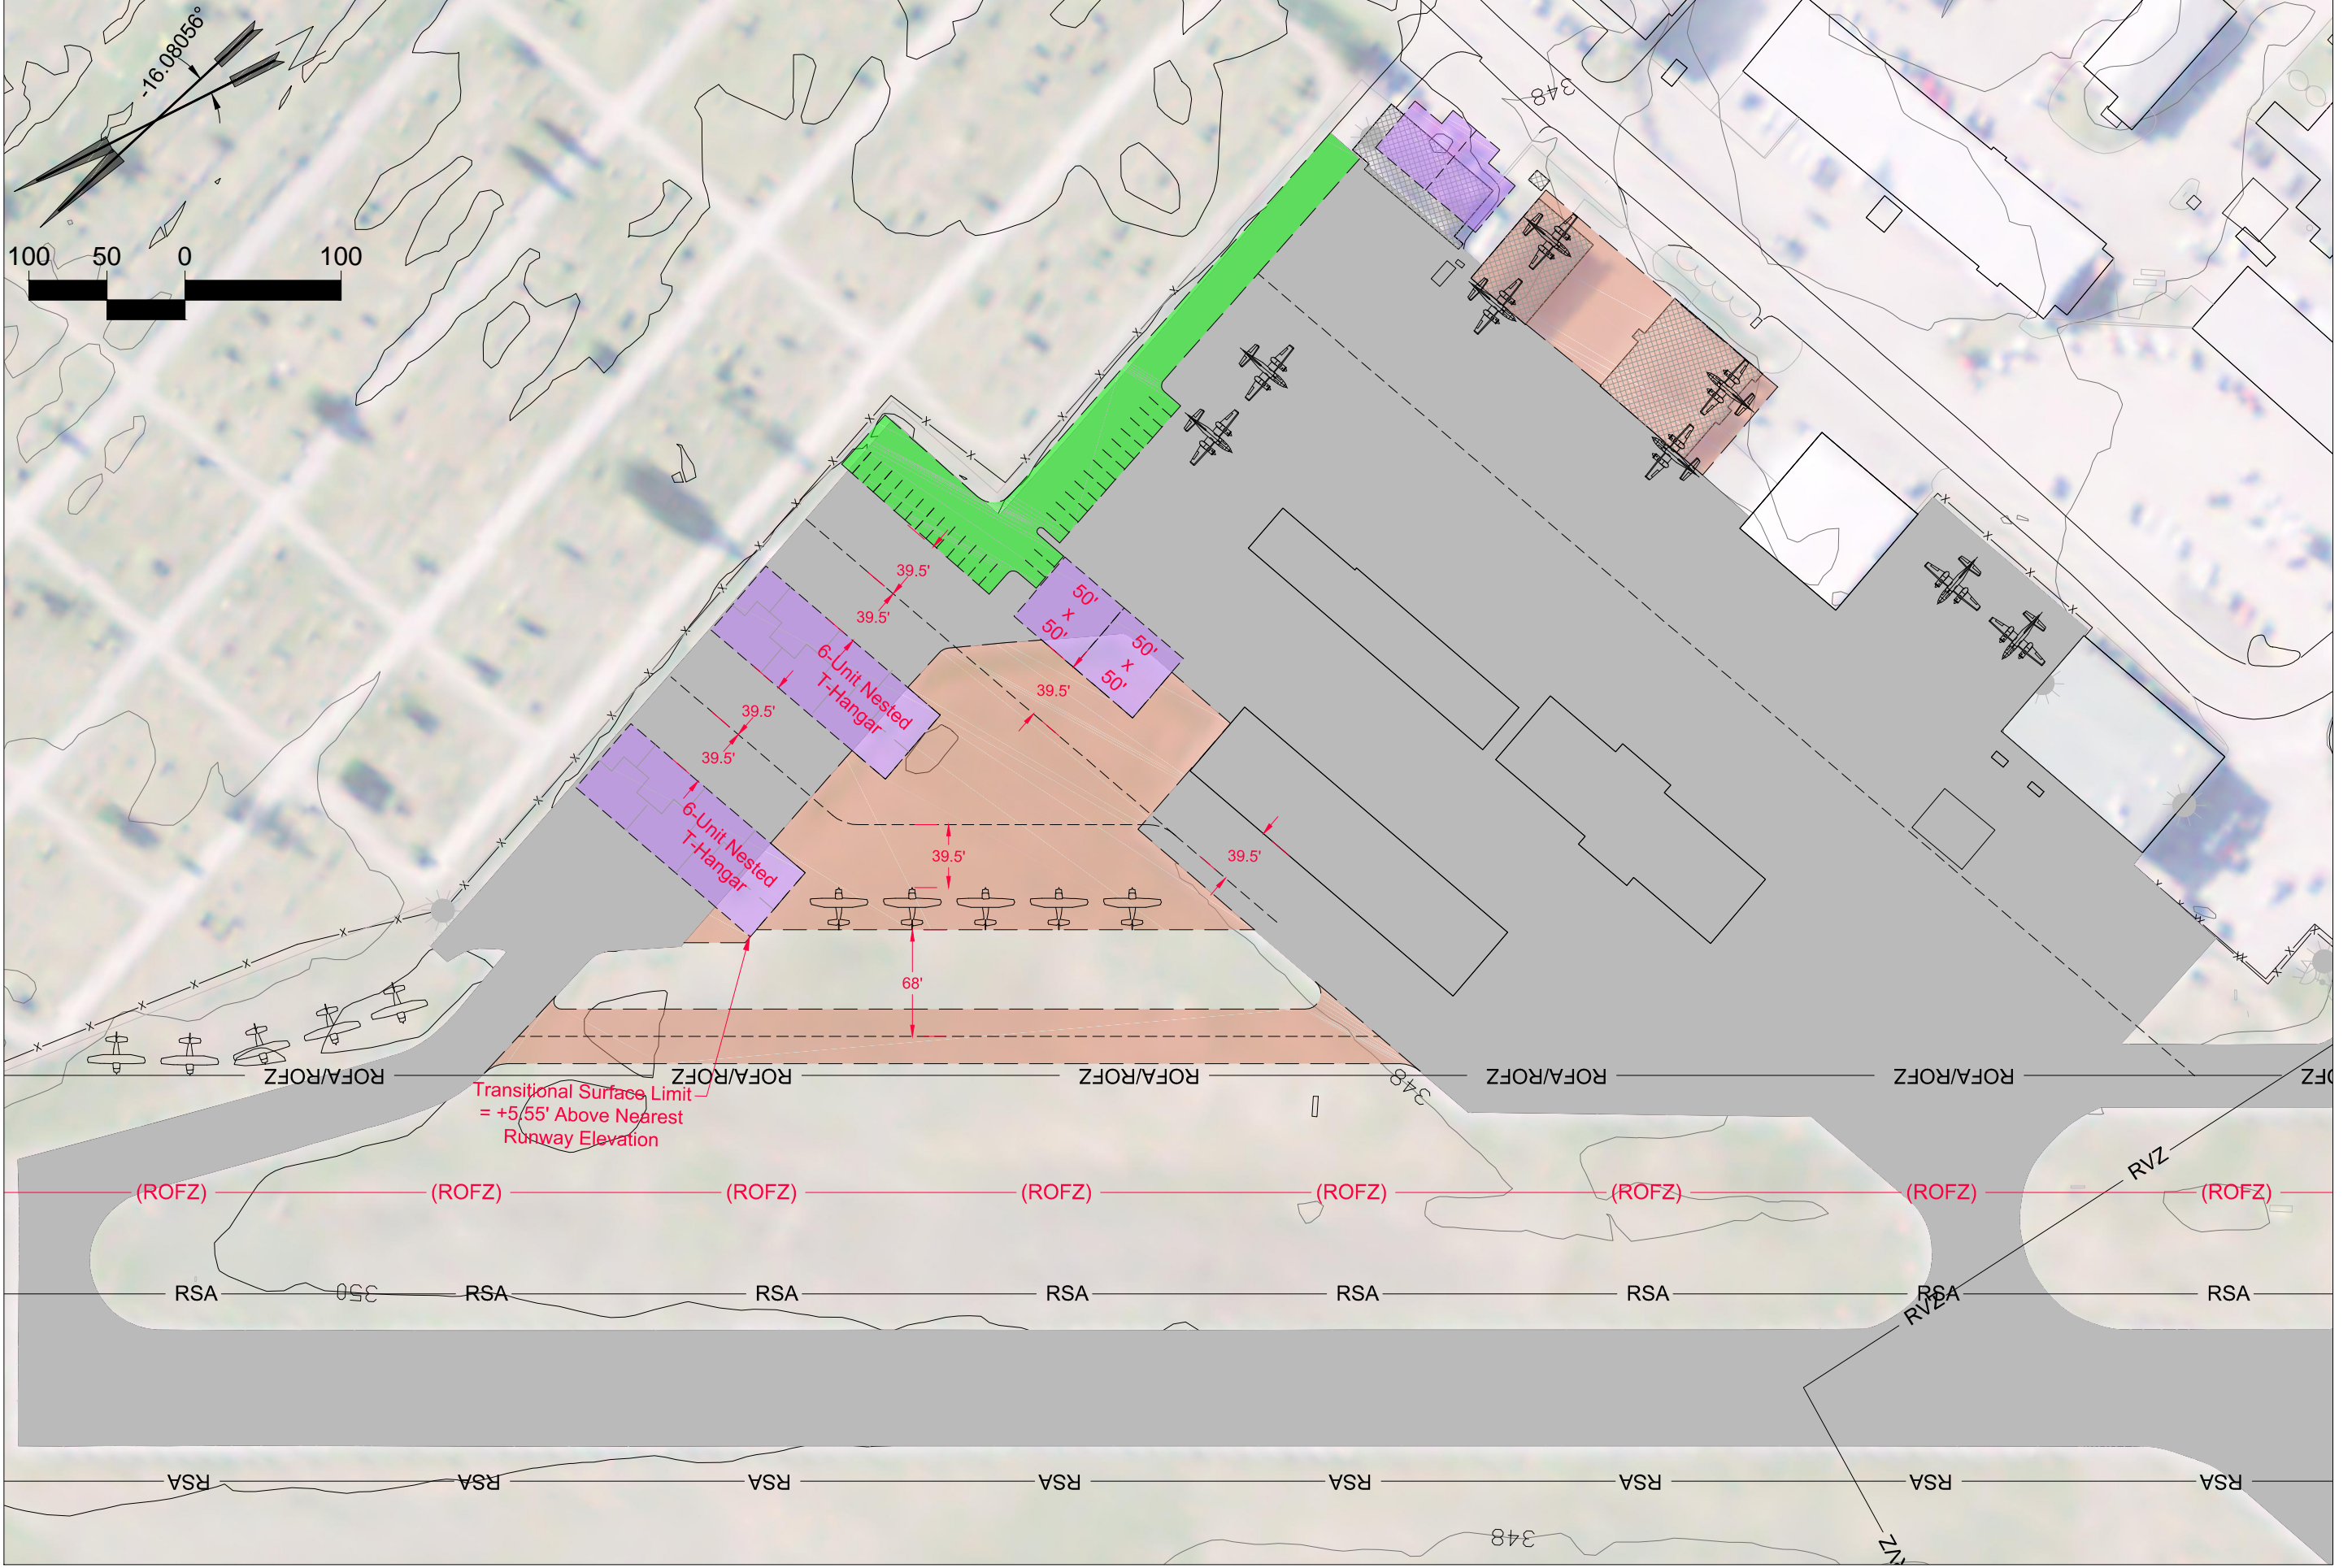 -16.08056°
348
100 50 0 100
39.5'
39.5'
50'
x
50'
50'
x
50'
6-Unit Nested
T-Hangar
39.5'
39.5'
39.5'
6-Unit Nested
T-Hangar
39.5'
39.5'
68'
ROFA/ROFZ ROFA/ROFZ ROFA/ROFZ ROFA/ROFZ ROFA/ROFZ FZ
348
Transitional Surface Limit
= +5.55' Above Nearest
Runway Elevation
RVZ
(ROFZ) (ROFZ) (ROFZ) (ROFZ) (ROFZ) (ROFZ) (ROFZ) (ROFZ)
350
RSA RSA RSA RSA RSA RSA RSA RSA
RVZ
RSA RSA RSA RSA RSA RSA RSA RSA
348
VZ